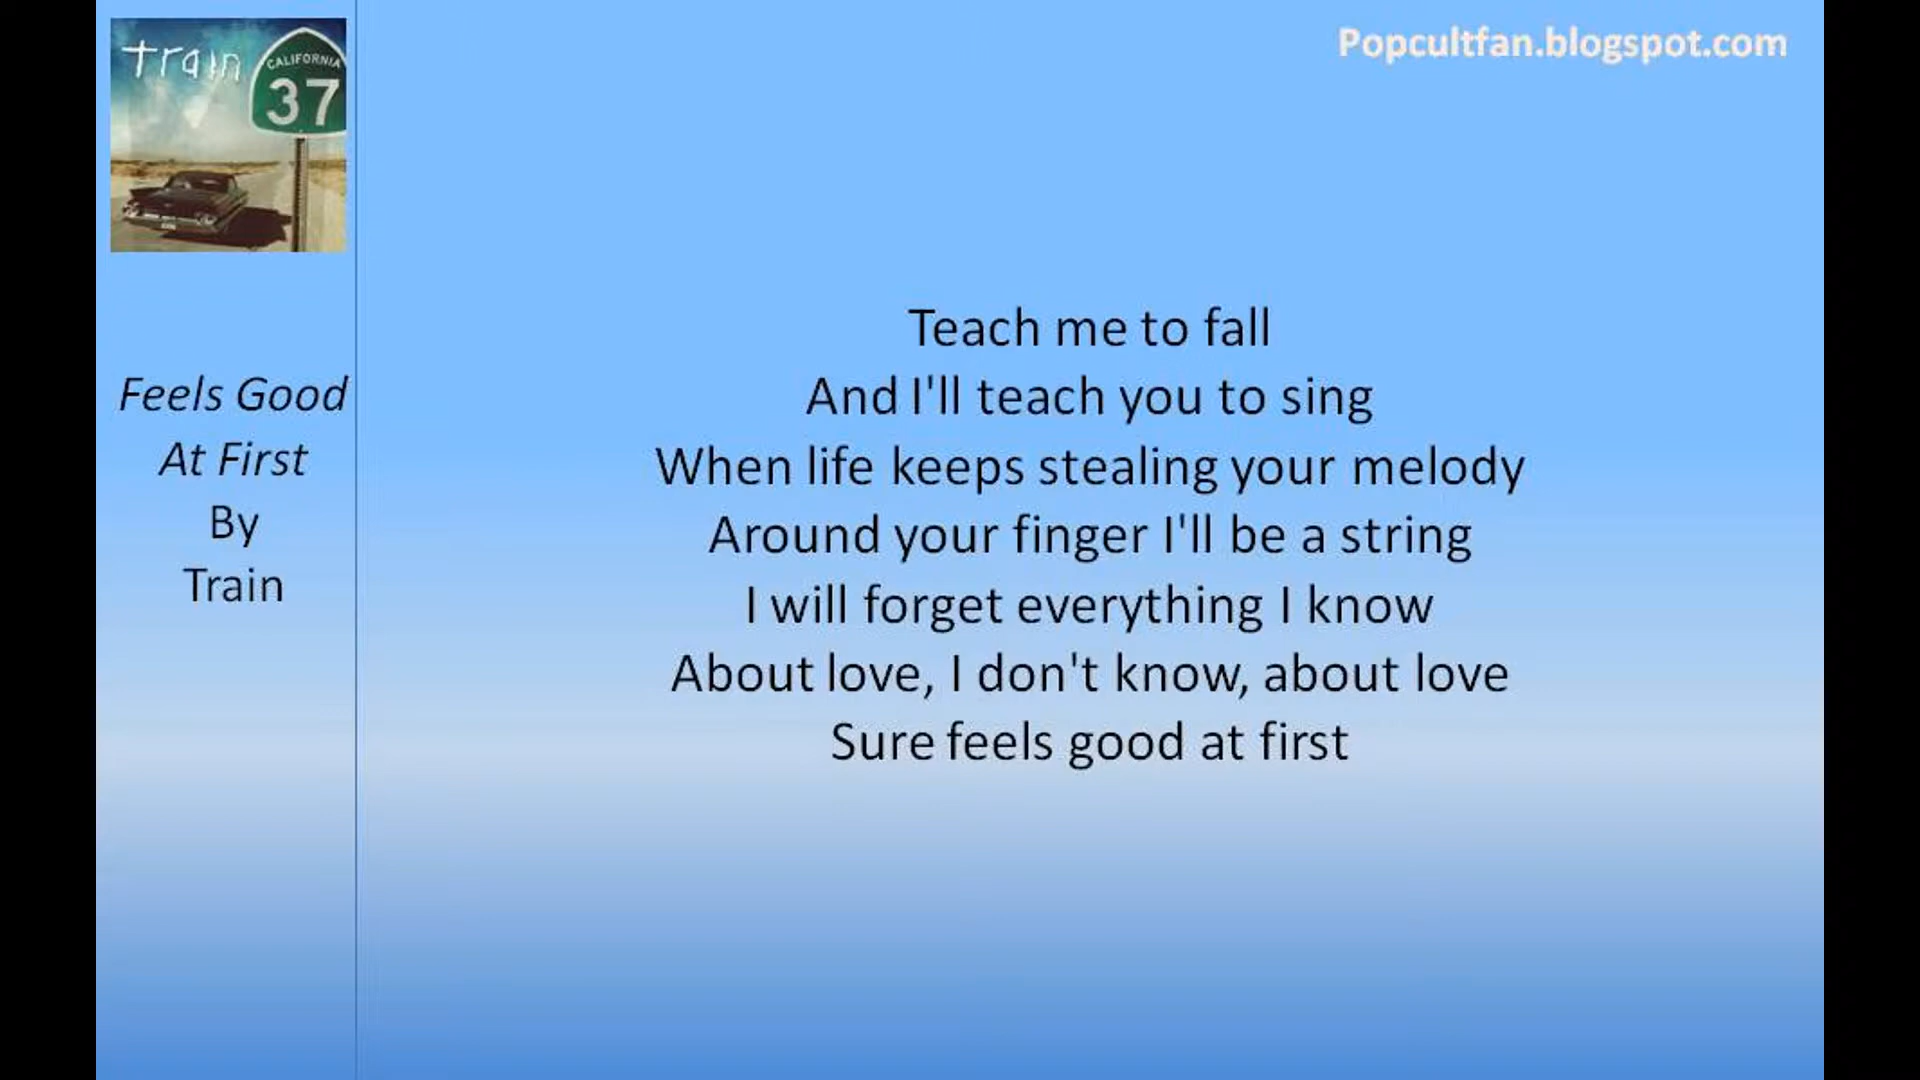 train
CALIFORNIA
37
Popcultfan.blogspot.com
Feels Good
At First
By
Train
Teach me to fall
And I'll teach you to sing
When life keeps stealing your melody
Around your finger I'll be a string
I will forget everything I know
About love, I don't know, about love
Sure feels good at first